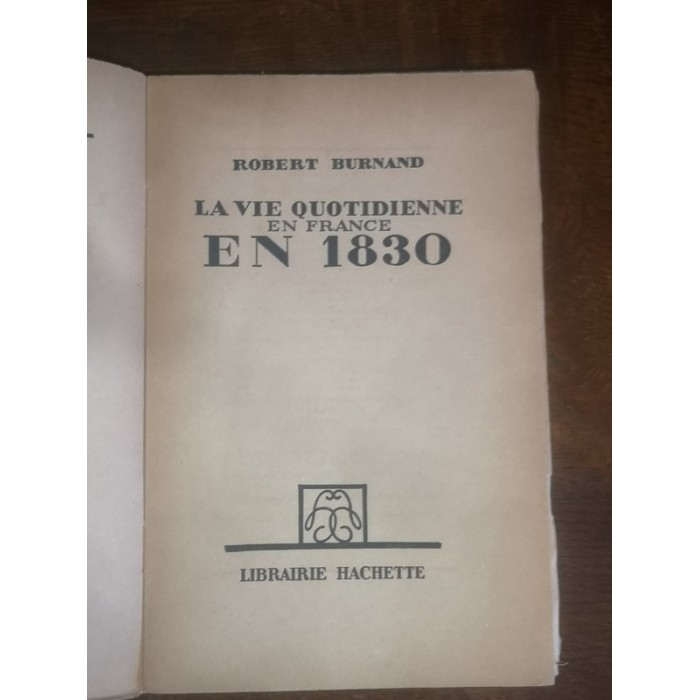 ROBERT BURNAND
LA VIE QUOTIDIENNE
EN FRANCE
EN 1830
LIBRAIRIE HACHETTE